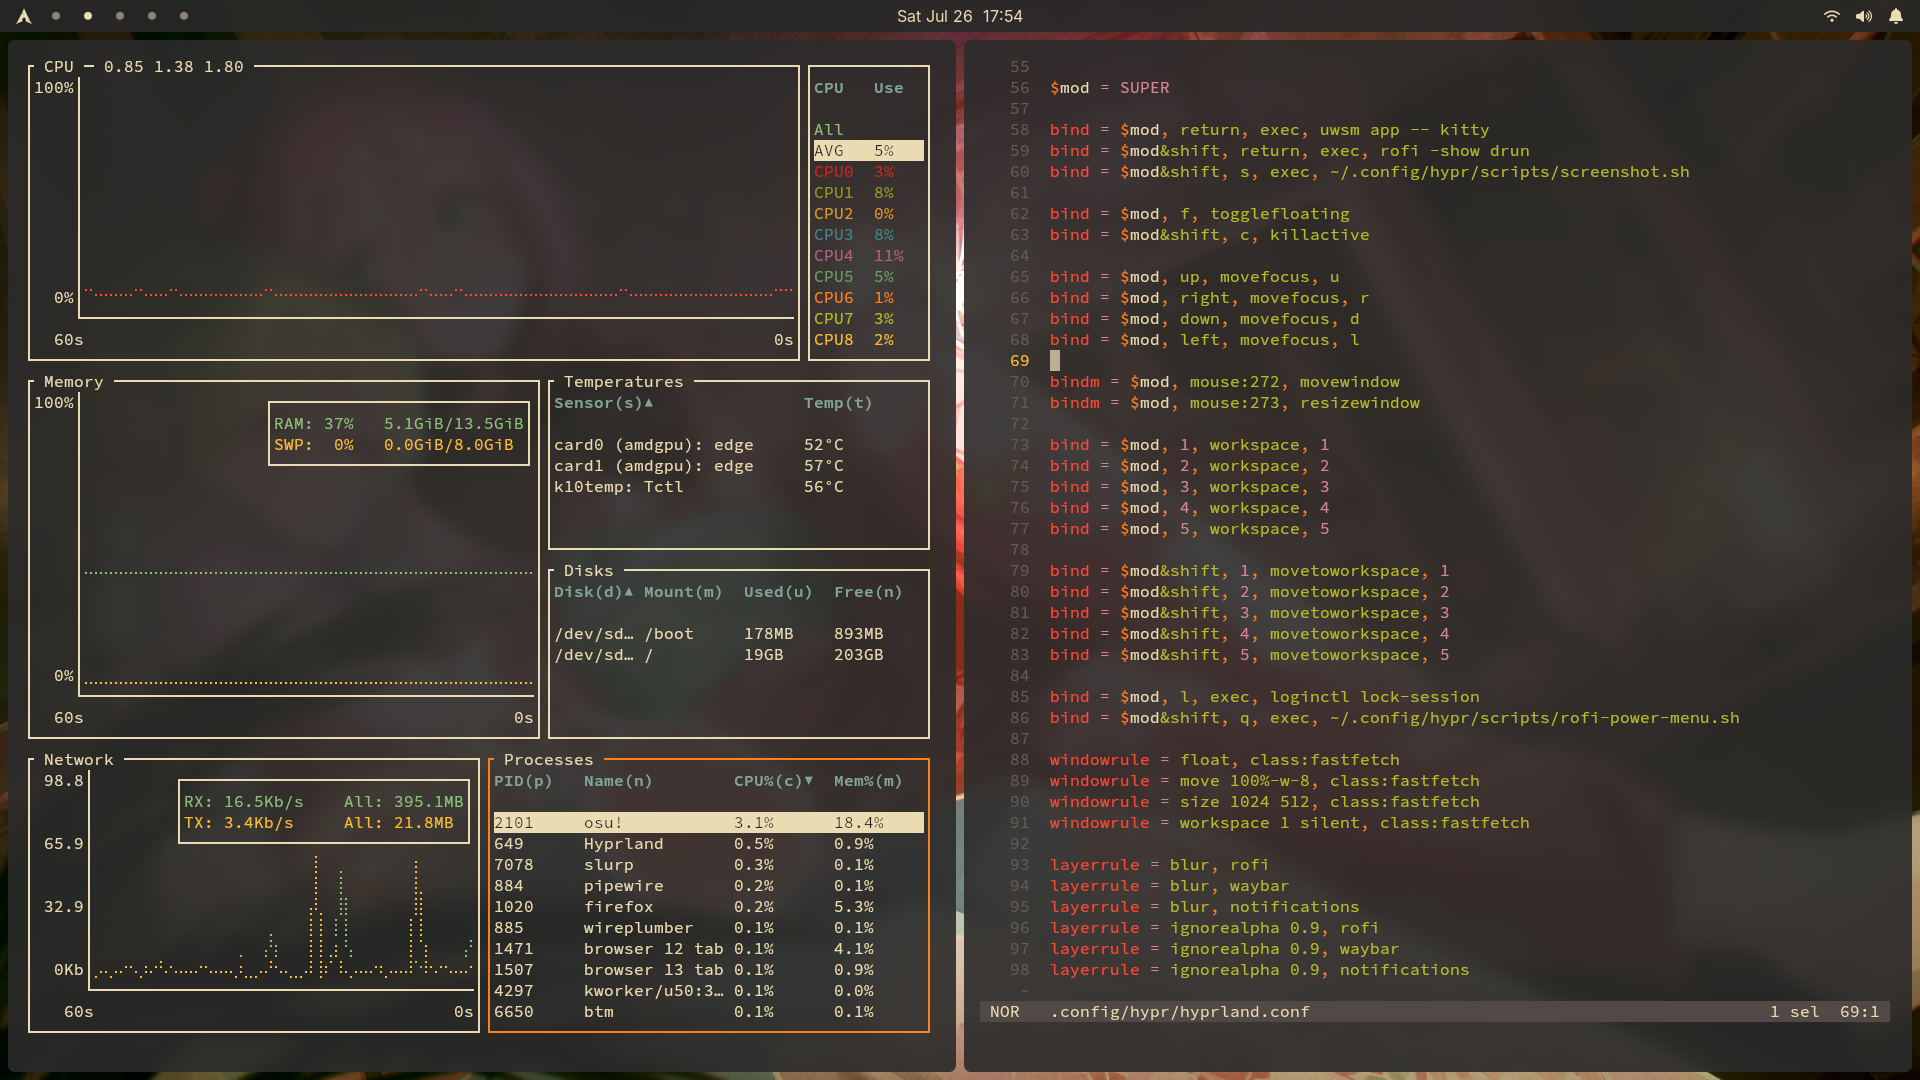 Sat Jul 26 17:54
CPU — 0.85 1.38 1.80
100%
0%
60s 0s
CPU Use
All
AVG 5%
CPU0 3%
CPU1 8%
CPU2 0%
CPU3 8%
CPU4 11%
CPU5 5%
CPU6 1%
CPU7 3%
CPU8 2%
Memory
100%
RAM: 37% 5.1GiB/13.5GiB
SWP: 0% 0.0GiB/8.0GiB
0%
60s 0s
Temperatures
Sensor(s)▲ Temp(t)
card0 (amdgpu): edge 52°C
card1 (amdgpu): edge 57°C
k10temp: Tctl 56°C
Disks
Disk(d)▲ Mount(m) Used(u) Free(n)
/dev/sd… /boot 178MB 893MB
/dev/sd… / 19GB 203GB
Network
98.8
RX: 16.5Kb/s All: 395.1MB
TX: 3.4Kb/s All: 21.8MB
65.9
32.9
0Kb
60s 0s
Processes
PID(p) Name(n) CPU%(c)▼ Mem%(m)
2101 osu! 3.1% 18.4%
649 Hyprland 0.5% 0.9%
7078 slurp 0.3% 0.1%
884 pipewire 0.2% 0.1%
1020 firefox 0.2% 5.3%
885 wireplumber 0.1% 0.1%
1471 browser 12 tab 0.1% 4.1%
1507 browser 13 tab 0.1% 0.9%
4297 kworker/u50:3… 0.1% 0.0%
6650 btm 0.1% 0.1%
55
56 $mod = SUPER
57
58 bind = $mod, return, exec, uwsm app -- kitty
59 bind = $mod&shift, return, exec, rofi -show drun
60 bind = $mod&shift, s, exec, ~/.config/hypr/scripts/screenshot.sh
61
62 bind = $mod, f, togglefloating
63 bind = $mod&shift, c, killactive
64
65 bind = $mod, up, movefocus, u
66 bind = $mod, right, movefocus, r
67 bind = $mod, down, movefocus, d
68 bind = $mod, left, movefocus, l
69
70 bindm = $mod, mouse:272, movewindow
71 bindm = $mod, mouse:273, resizewindow
72
73 bind = $mod, 1, workspace, 1
74 bind = $mod, 2, workspace, 2
75 bind = $mod, 3, workspace, 3
76 bind = $mod, 4, workspace, 4
77 bind = $mod, 5, workspace, 5
78
79 bind = $mod&shift, 1, movetoworkspace, 1
80 bind = $mod&shift, 2, movetoworkspace, 2
81 bind = $mod&shift, 3, movetoworkspace, 3
82 bind = $mod&shift, 4, movetoworkspace, 4
83 bind = $mod&shift, 5, movetoworkspace, 5
84
85 bind = $mod, l, exec, loginctl lock-session
86 bind = $mod&shift, q, exec, ~/.config/hypr/scripts/rofi-power-menu.sh
87
88 windowrule = float, class:fastfetch
89 windowrule = move 100%-w-8, class:fastfetch
90 windowrule = size 1024 512, class:fastfetch
91 windowrule = workspace 1 silent, class:fastfetch
92
93 layerrule = blur, rofi
94 layerrule = blur, waybar
95 layerrule = blur, notifications
96 layerrule = ignorealpha 0.9, rofi
97 layerrule = ignorealpha 0.9, waybar
98 layerrule = ignorealpha 0.9, notifications
~
NOR .config/hypr/hyprland.conf 1 sel 69:1